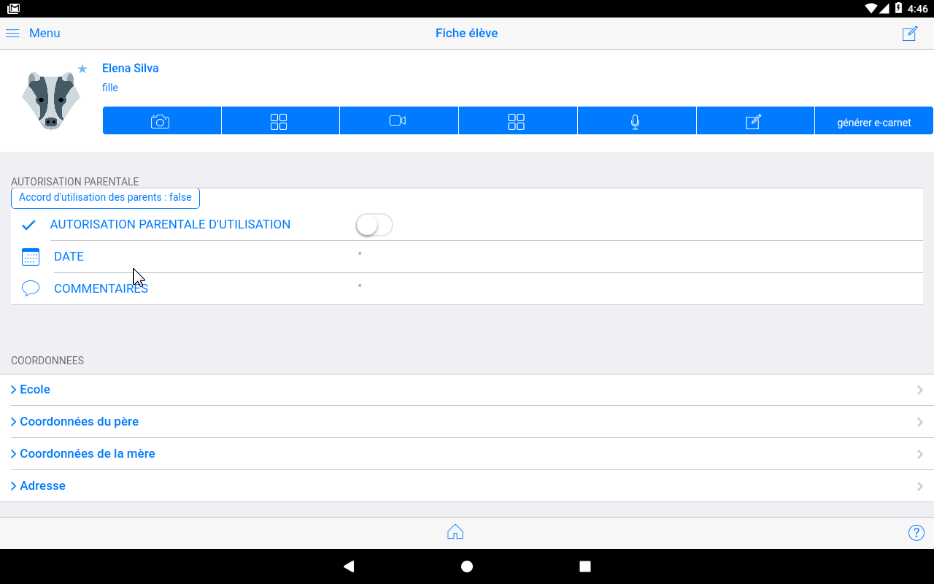 4:46
Menu
Fiche élève
Elena Silva
fille
générer e-carnet
AUTORISATION PARENTALE
Accord d'utilisation des parents : false
AUTORISATION PARENTALE D'UTILISATION
DATE
COMMENTAIRES
COORDONNEES
Ecole
Coordonnées du père
Coordonnées de la mère
Adresse